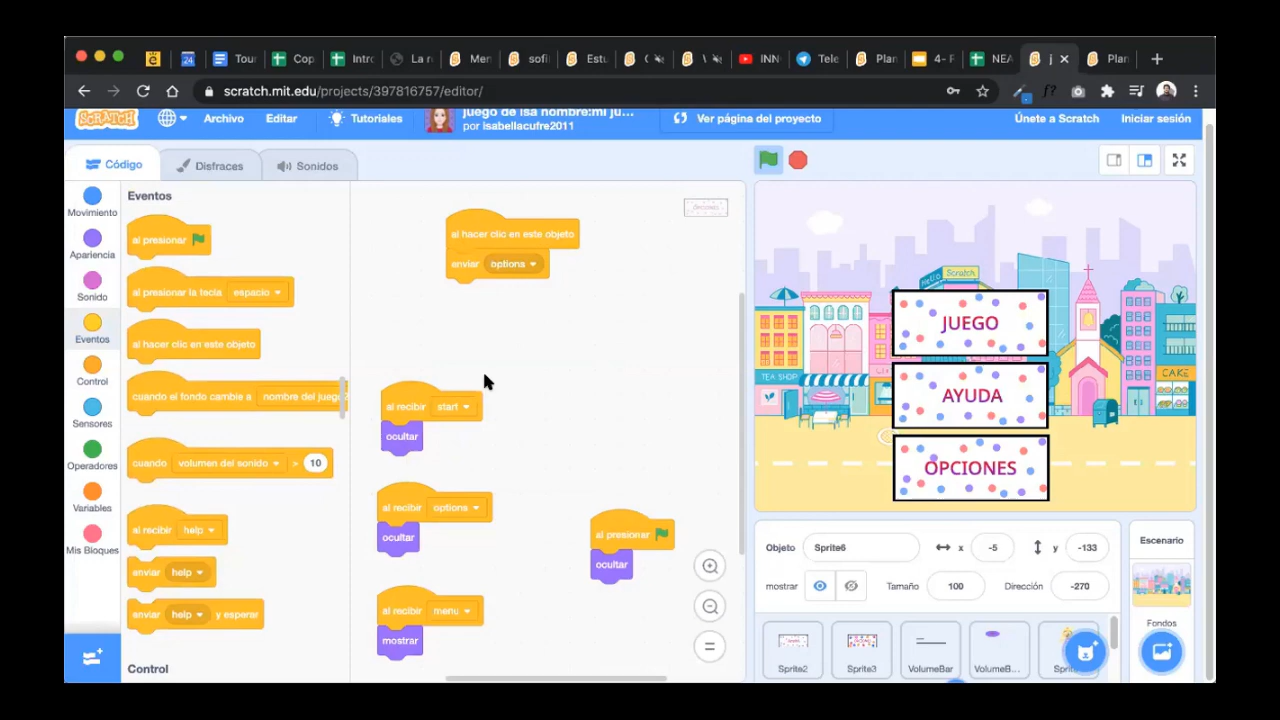 24
Tour
Cop
Intro
La r
Men
sofi
Estu
INN
Tele
Plan
4- F
NEA
j
Plan
scratch.mit.edu/projects/397816757/editor/
f?
SCRATCH
Archivo
Editar
Tutoriales
juego de isa nombre:mi ju...
por isabellacufre2011
Ver página del proyecto
Únete a Scratch
Iniciar sesión
Código
Disfraces
Sonidos
Movimiento
Apariencia
Sonido
Eventos
Control
Sensores
Operadores
Variables
Mis Bloques
Eventos
al presionar
al presionar la tecla espacio
al hacer clic en este objeto
cuando el fondo cambie a nombre del juego
cuando volumen del sonido > 10
al recibir help
enviar help
enviar help y esperar
Control
al hacer clic en este objeto
enviar options
al recibir start
ocultar
al recibir options
ocultar
al recibir menu
mostrar
al presionar
ocultar
Hello Scratch
TEA SHOP
CAKE
JUEGO
AYUDA
OPCIONES
Objeto
Sprite6
x
-5
y
-133
mostrar
Tamaño
100
Dirección
-270
Sprite2
Sprite3
VolumeBar
VolumeB...
Escenario
Fondos